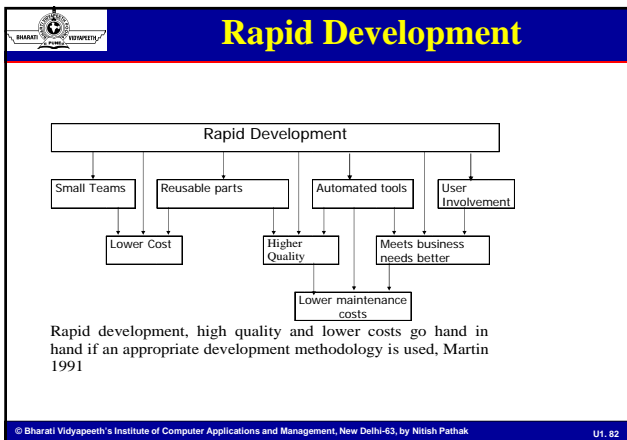 BHARATI VIDYAPEETH
PUNE
Rapid Development
Rapid Development
Small Teams
Reusable parts
Automated tools
User
Involvement
Lower Cost
Higher
Quality
Meets business
needs better
Lower maintenance
costs
Rapid development, high quality and lower costs go hand in
hand if an appropriate development methodology is used, Martin
1991
© Bharati Vidyapeeth's Institute of Computer Applications and Management, New Delhi-63, by Nitish Pathak
U1. 82